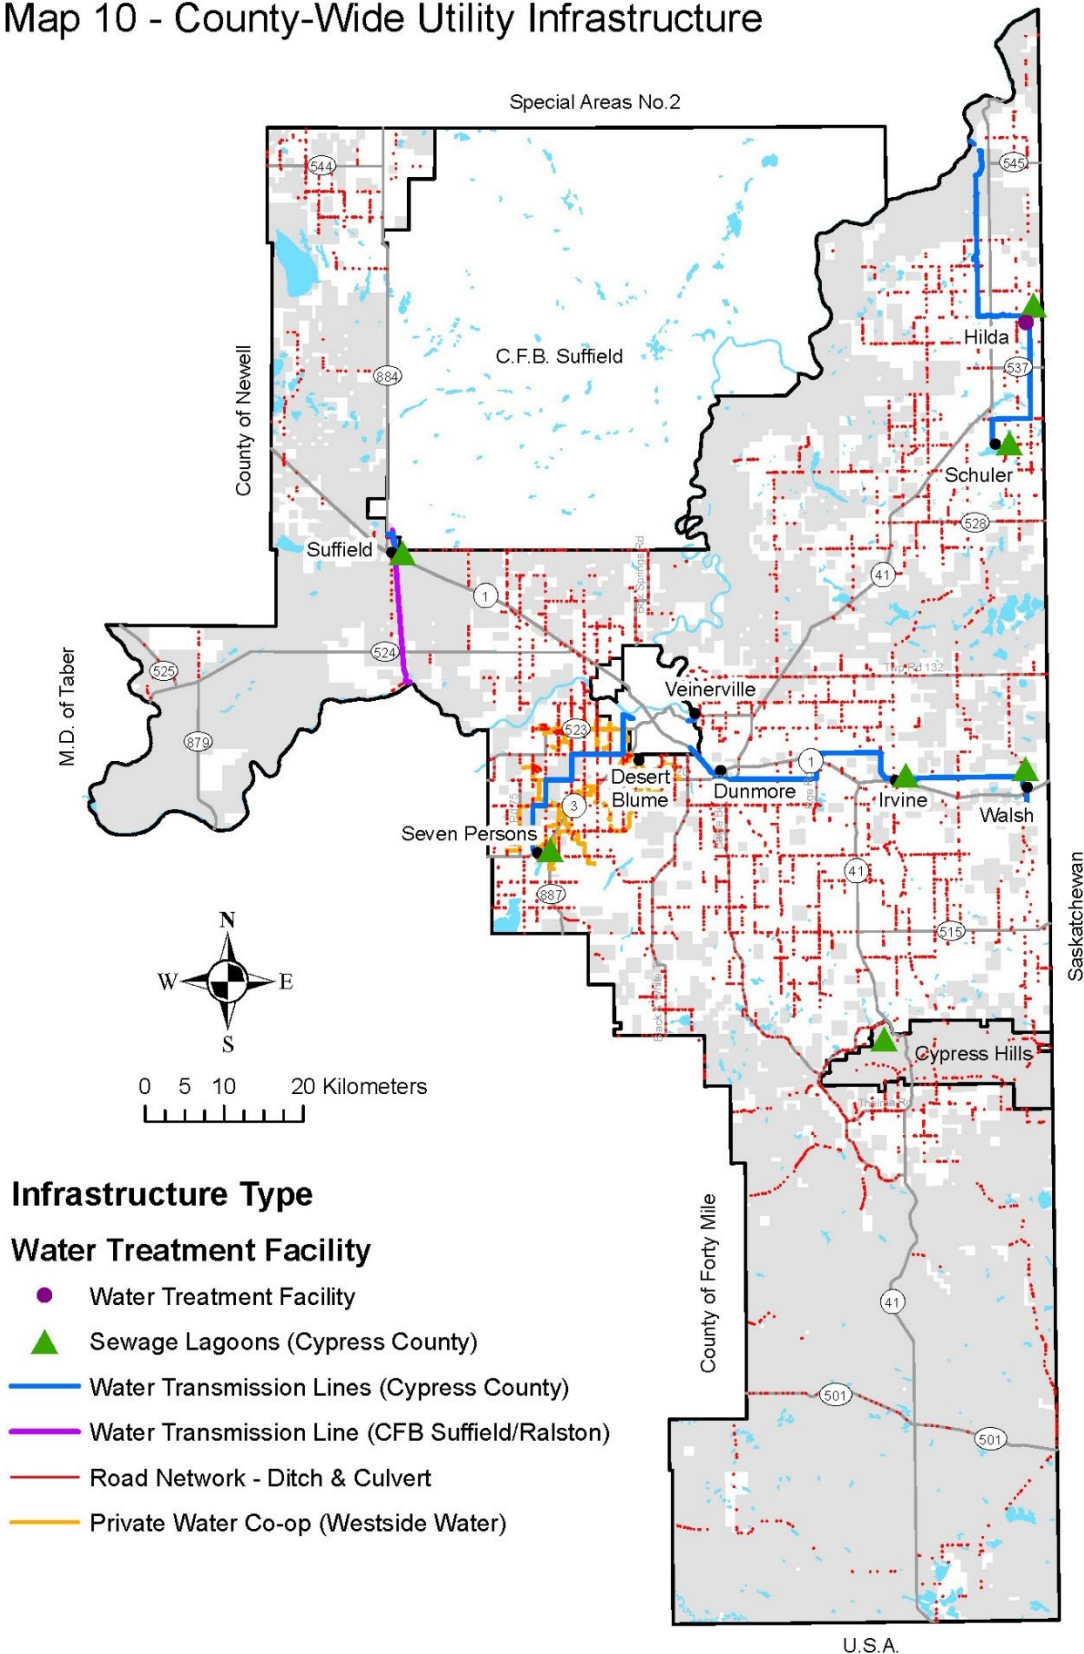 Map 10 - County-Wide Utility Infrastructure
Special Areas No.2
544
545
C.F.B. Suffield
Hilda
County of Newell
884
537
Schuler
528
Suffield
41
1
524
525
Twp Rd 132
M.D. of Taber
Veinerville
523
879
1
Desert
Blume
Dunmore
Irvine
Walsh
3
Seven Persons
41
887
515
Saskatchewan
N
W
E
S
Cypress Hills
0 5 10 20 Kilometers
Thelma Rd
Infrastructure Type
Water Treatment Facility
County of Forty Mile
Water Treatment Facility
41
Sewage Lagoons (Cypress County)
Water Transmission Lines (Cypress County)
501
Water Transmission Line (CFB Suffield/Ralston)
501
Road Network - Ditch & Culvert
Private Water Co-op (Westside Water)
U.S.A.